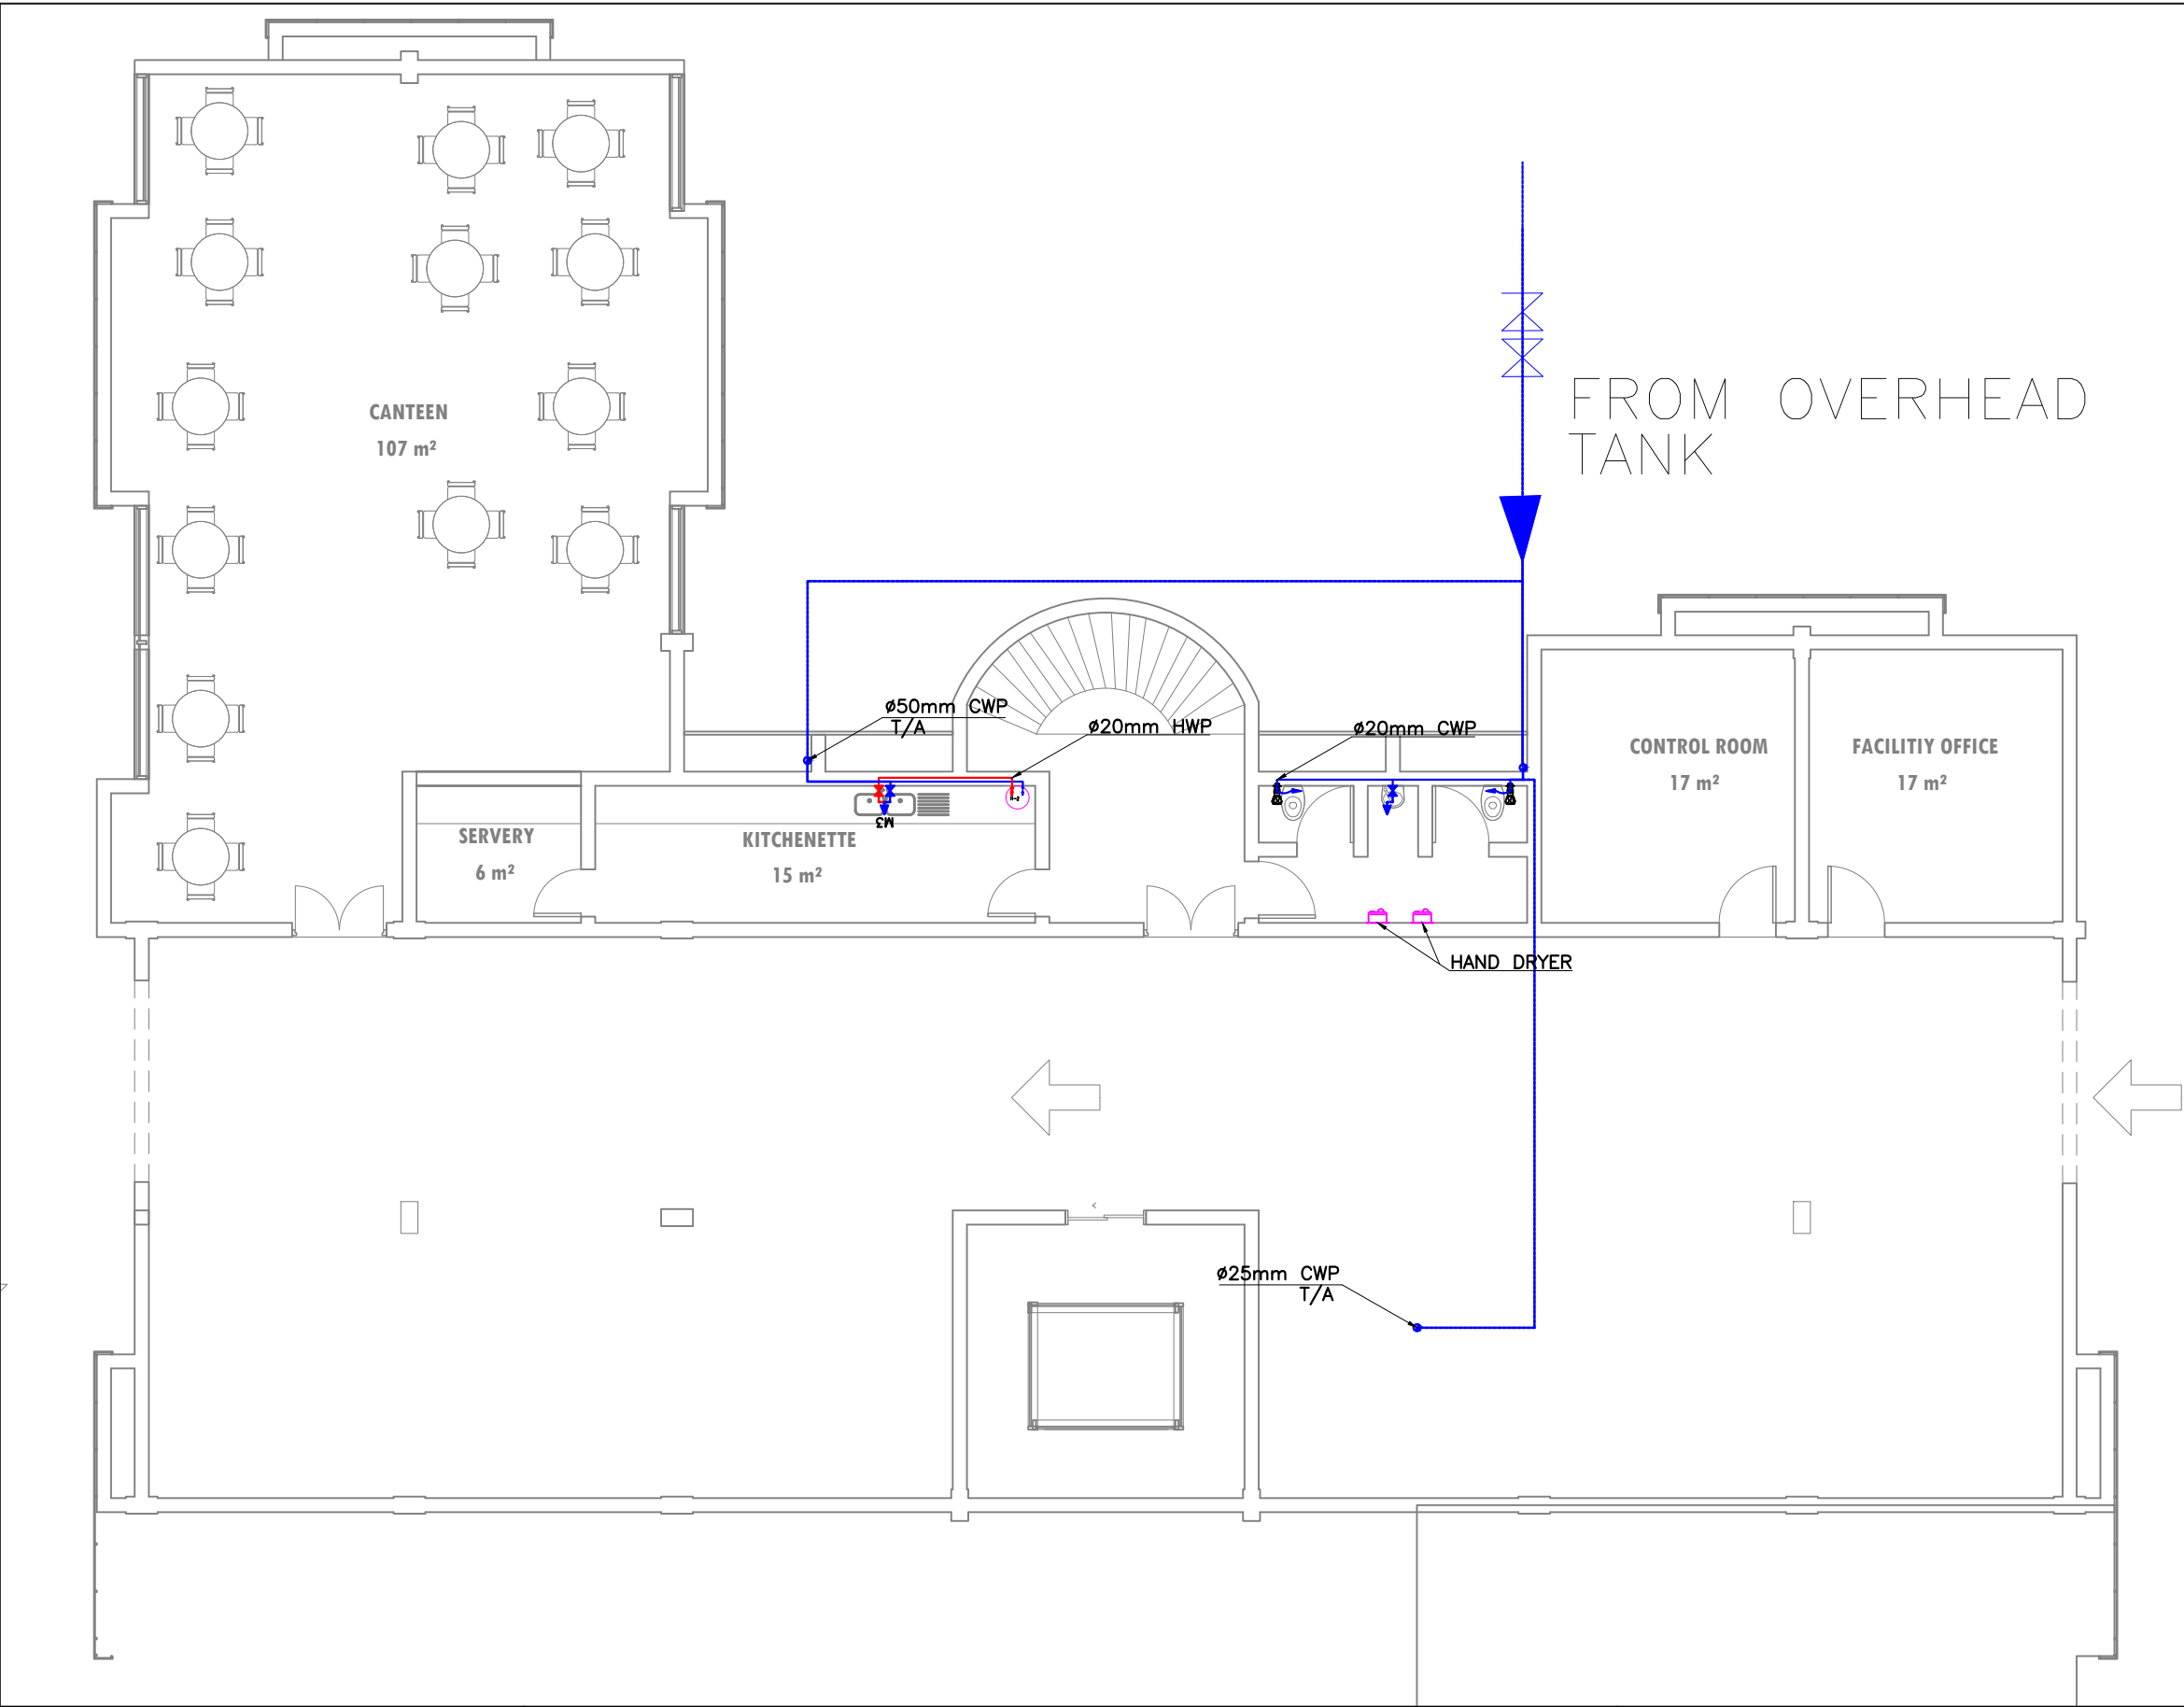 FROM OVERHEAD
TANK
CANTEEN
107 m²
ø50mm CWP
T/A
ø20mm HWP
ø20mm CWP
CONTROL ROOM
17 m²
FACILITIY OFFICE
17 m²
SERVERY
6 m²
KITCHENETTE
15 m²
M3
HAND DRYER
ø25mm CWP
T/A